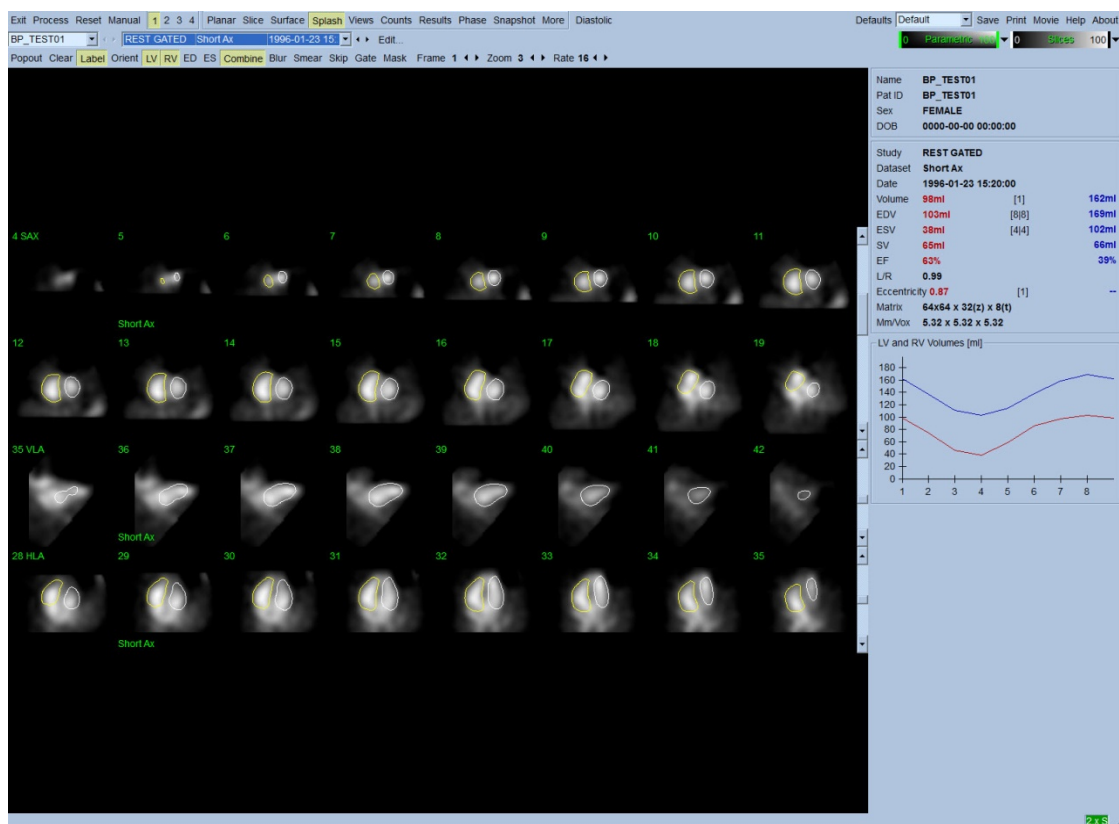 Exit Process Reset Manual 1 2 3 4 Planar Slice Surface Splash Views Counts Results Phase Snapshot More Diastolic Defaults Default Save Print Movie Help About
BP_TEST01 REST GATED Short Ax 1996-01-23 15: Edit... 0 Parametric 100 0 Slices 100
Popout Clear Label Orient LV RV ED ES Combine Blur Smear Skip Gate Mask Frame 1 Zoom 3 Rate 16
Name BP_TEST01
Pat ID BP_TEST01
Sex FEMALE
DOB 0000-00-00 00:00:00
Study REST GATED
Dataset Short Ax
Date 1996-01-23 15:20:00
Volume 98ml [1] 162ml
EDV 103ml [8|8] 169ml
ESV 38ml [4|4] 102ml
SV 65ml 66ml
EF 63% 39%
L/R 0.99
Eccentricity 0.87 [1] --
Matrix 64x64 x 32(z) x 8(t)
Mm/Vox 5.32 x 5.32 x 5.32
LV and RV Volumes [ml]
180
160
140
120
100
80
60
40
20
0
1 2 3 4 5 6 7 8
4 SAX 5 6 7 8 9 10 11
Short Ax
12 13 14 15 16 17 18 19
35 VLA 36 37 38 39 40 41 42
Short Ax
28 HLA 29 30 31 32 33 34 35
Short Ax
2 x S